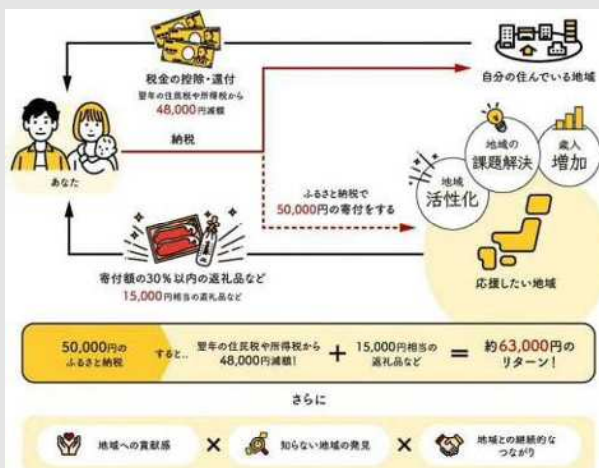 税金の控除・還付
翌年の住民税や所得税から
48,000円減額
自分の住んでいる地域
納税
あなた
地域の
課題解決
歳入
増加
地域
活性化
ふるさと納税で
50,000円の寄付をする
応援したい地域
寄付額の30%以内の返礼品など
15,000円相当の返礼品など
50,000円の
ふるさと納税
すると..
翌年の住民税や所得税から
48,000円減額!
+
15,000円相当の
返礼品など
=
約63,000円の
リターン!
さらに
地域への貢献感
×
知らない地域の発見
×
地域との継続的な
つながり